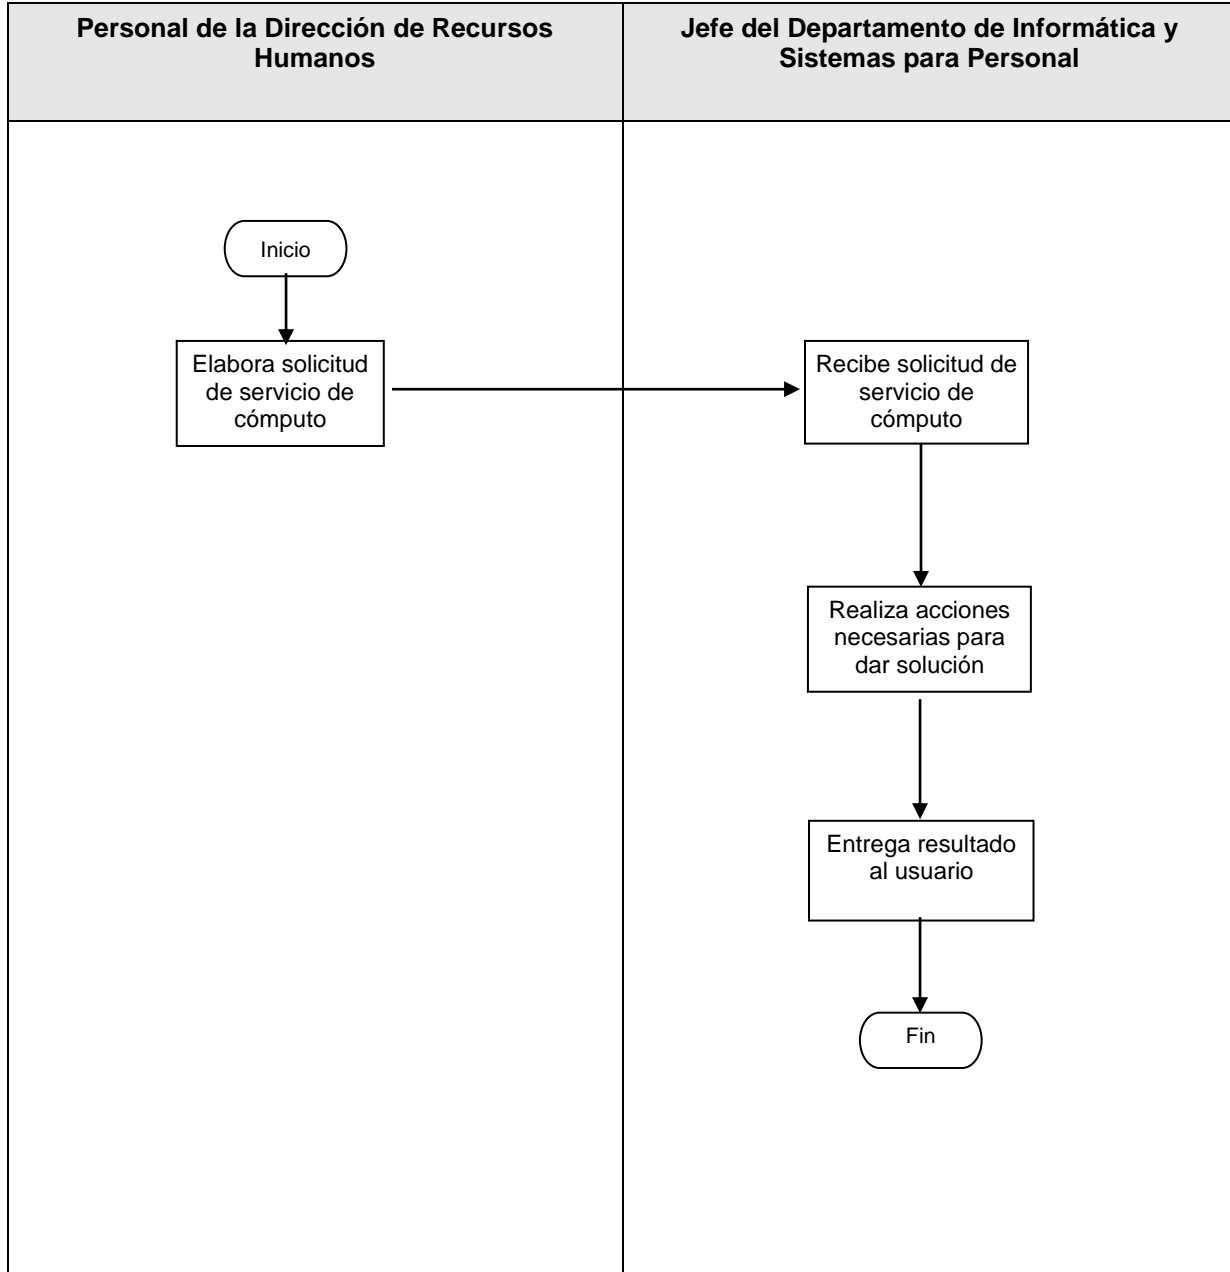 Personal de la Dirección de Recursos
Humanos
Jefe del Departamento de Informática y
Sistemas para Personal
Inicio
Elabora solicitud
de servicio de
cómputo
Recibe solicitud de
servicio de
cómputo
Realiza acciones
necesarias para
dar solución
Entrega resultado
al usuario
Fin